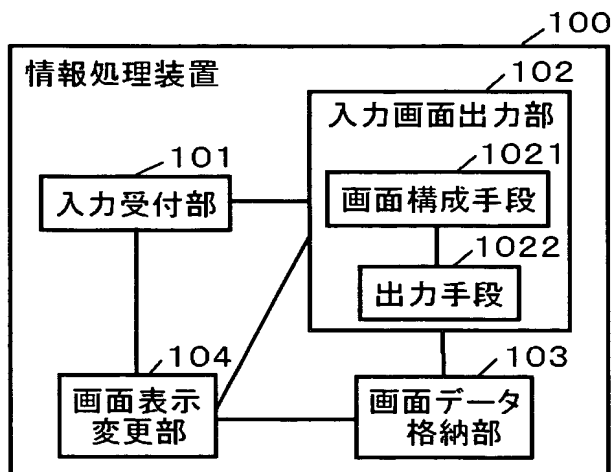 100
情報処理装置
102
入力画面出力部
101
入力受付部
1021
画面構成手段
1022
出力手段
104
画面表示
変更部
103
画面データ
格納部